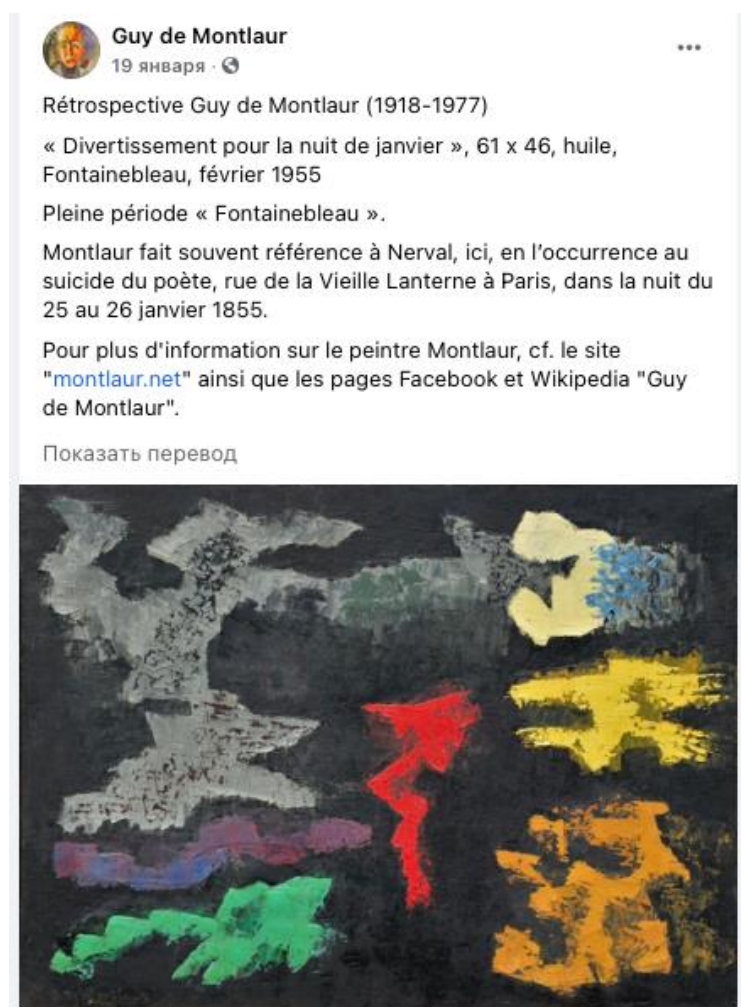 Guy de Montlaur
19 января ·
Rétrospective Guy de Montlaur (1918-1977)
« Divertissement pour la nuit de janvier », 61 x 46, huile,
Fontainebleau, février 1955
Pleine période « Fontainebleau ».
Montlaur fait souvent référence à Nerval, ici, en l'occurrence au
suicide du poète, rue de la Vieille Lanterne à Paris, dans la nuit du
25 au 26 janvier 1855.
Pour plus d'information sur le peintre Montlaur, cf. le site
"montlaur.net" ainsi que les pages Facebook et Wikipedia "Guy
de Montlaur".
Показать перевод